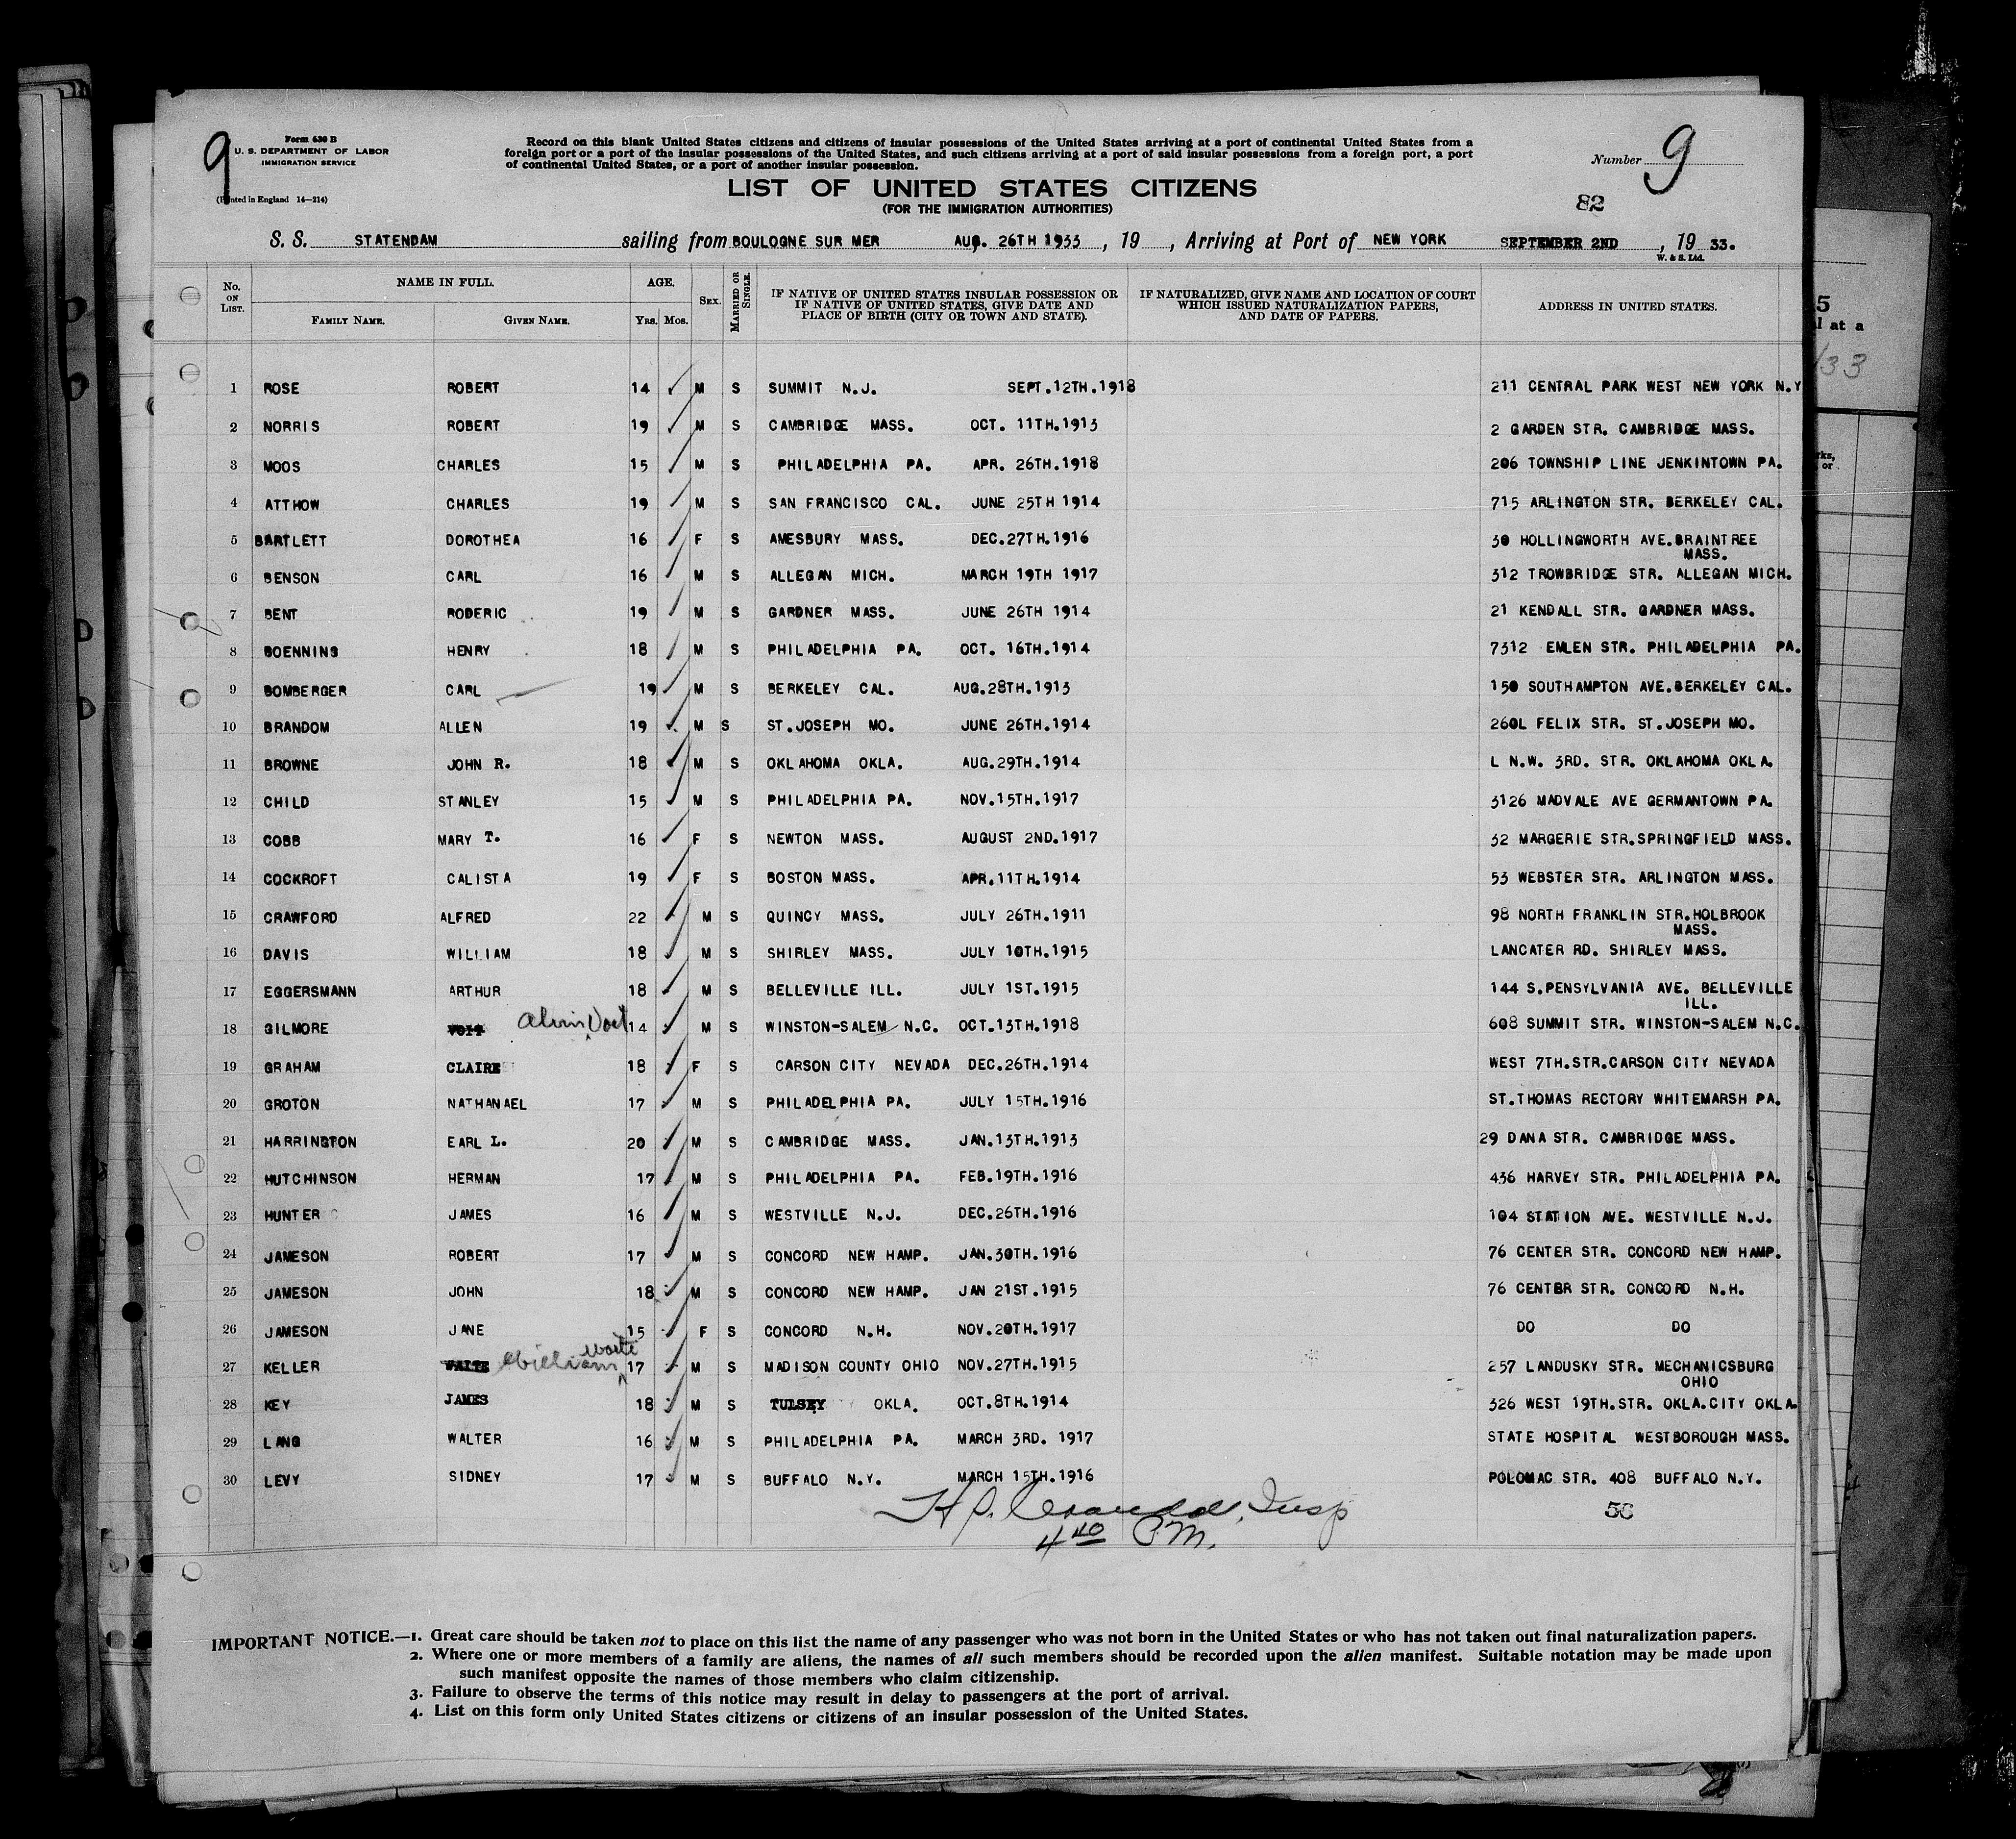 9
Form 630 B
U. S. DEPARTMENT OF LABOR
IMMIGRATION SERVICE
(Printed in England 14—214)
Record on this blank United States citizens and citizens of insular possessions of the United States arriving at a port of continental United States from a
foreign port or a port of the insular possessions of the United States, and such citizens arriving at a port of said insular possessions from a foreign port, a port
of continental United States, or a port of another insular possession.
Number 9
LIST OF UNITED STATES CITIZENS
(FOR THE IMMIGRATION AUTHORITIES)
82
S. S. STATENDAM sailing from BOULOGNE SUR MER AUG. 26TH 1933, 19 , Arriving at Port of NEW YORK SEPTEMBER 2ND, 19 33.
W. & S. Ltd.
No. ON LIST. NAME IN FULL. FAMILY NAME. GIVEN NAME. AGE. YRS. MOS. SEX. MARRIED OR SINGLE. IF NATIVE OF UNITED STATES INSULAR POSSESSION OR IF NATIVE OF UNITED STATES, GIVE DATE AND PLACE OF BIRTH (CITY OR TOWN AND STATE). IF NATURALIZED, GIVE NAME AND LOCATION OF COURT WHICH ISSUED NATURALIZATION PAPERS, AND DATE OF PAPERS. ADDRESS IN UNITED STATES.
1 ROSE ROBERT 14 M S SUMMIT N.J. SEPT.12TH.1918 211 CENTRAL PARK WEST NEW YORK N.Y
2 NORRIS ROBERT 19 M S CAMBRIDGE MASS. OCT. 11TH.1913 2 GARDEN STR. CAMBRIDGE MASS.
3 MOOS CHARLES 15 M S PHILADELPHIA PA. APR. 26TH.1918 206 TOWNSHIP LINE JENKINTOWN PA.
4 ATTHOW CHARLES 19 M S SAN FRANCISCO CAL. JUNE 25TH 1914 715 ARLINGTON STR. BERKELEY CAL.
5 BARTLETT DOROTHEA 16 F S AMESBURY MASS. DEC.27TH.1916 30 HOLLINGWORTH AVE.BRAINTREE
MASS.
6 BENSON CARL 16 M S ALLEGAN MICH. MARCH 19TH 1917 312 TROWBRIDGE STR. ALLEGAN MICH.
7 BENT RODERIC 19 M S GARDNER MASS. JUNE 26TH 1914 21 KENDALL STR. GARDNER MASS.
8 BOENNING HENRY 18 M S PHILADELPHIA PA. OCT. 16TH.1914 7312 EMLEN STR. PHILADELPHIA PA.
9 BOMBERGER CARL 19 M S BERKELEY CAL. AUG.28TH.1913 150 SOUTHAMPTON AVE.BERKELEY CAL.
10 BRANDOM ALLEN 19 M S ST.JOSEPH MO. JUNE 26TH.1914 260L FELIX STR. ST.JOSEPH MO.
11 BROWNE JOHN R. 18 M S OKLAHOMA OKLA. AUG.29TH.1914 L N.W. 3RD. STR. OKLAHOMA OKLA.
12 CHILD STANLEY 15 M S PHILADELPHIA PA. NOV.15TH.1917 3126 MADVALE AVE GERMANTOWN PA.
13 COBB MARY T. 16 F S NEWTON MASS. AUGUST 2ND.1917 32 MARGERIE STR.SPRINGFIELD MASS.
14 COCKROFT CALISTA 19 F S BOSTON MASS. APR.11TH.1914 53 WEBSTER STR. ARLINGTON MASS.
15 CRAWFORD ALFRED 22 M S QUINCY MASS. JULY 26TH.1911 98 NORTH FRANKLIN STR.HOLBROOK
MASS.
16 DAVIS WILLIAM 18 M S SHIRLEY MASS. JULY 10TH.1915 LANCATER RD. SHIRLEY MASS.
17 EGGERSMANN ARTHUR 18 M S BELLEVILLE ILL. JULY 1ST.1915 144 S.PENSYLVANIA AVE. BELLEVILLE
ILL.
18 GILMORE VOIT Alvin Voit 14 M S WINSTON-SALEM N.C. OCT.13TH.1918 608 SUMMIT STR. WINSTON-SALEM N.C.
19 GRAHAM CLAIRE 18 F S CARSON CITY NEVADA DEC.26TH.1914 WEST 7TH.STR.CARSON CITY NEVADA
20 GROTON NATHANAEL 17 M S PHILADELPHIA PA. JULY 15TH.1916 ST.THOMAS RECTORY WHITEMARSH PA.
21 HARRINGTON EARL L. 20 M S CAMBRIDGE MASS. JAN.13TH.1913 29 DANA STR. CAMBRIDGE MASS.
22 HUTCHINSON HERMAN 17 M S PHILADELPHIA PA. FEB.19TH.1916 436 HARVEY STR. PHILADELPHIA PA.
23 HUNTER JAMES 16 M S WESTVILLE N.J. DEC.26TH.1916 104 STATION AVE. WESTVILLE N.J.
24 JAMESON ROBERT 17 M S CONCORD NEW HAMP. JAN.30TH.1916 76 CENTER STR. CONCORD NEW HAMP.
25 JAMESON JOHN 18 M S CONCORD NEW HAMP. JAN 21ST.1915 76 CENTER STR. CONCORD N.H.
26 JAMESON JANE 15 F S CONCORD N.H. NOV.20TH.1917 DO DO
27 KELLER WAITE William Waite 17 M S MADISON COUNTY OHIO NOV.27TH.1915 257 LANDUSKY STR. MECHANICSBURG
OHIO
28 KEY JAMES 18 M S TULSEY OKLA. OCT.8TH.1914 326 WEST 19TH.STR. OKLA.CITY OKLA.
29 LANG WALTER 16 M S PHILADELPHIA PA. MARCH 3RD. 1917 STATE HOSPITAL WESTBOROUGH MASS.
30 LEVY SIDNEY 17 M S BUFFALO N.Y. MARCH 15TH.1916 POLOMAC STR. 408 BUFFALO N.Y.
Insp
4 40 P.M.
IMPORTANT NOTICE.—1. Great care should be taken not to place on this list the name of any passenger who was not born in the United States or who has not taken out final naturalization papers.
2. Where one or more members of a family are aliens, the names of all such members should be recorded upon the alien manifest. Suitable notation may be made upon
such manifest opposite the names of those members who claim citizenship.
3. Failure to observe the terms of this notice may result in delay to passengers at the port of arrival.
4. List on this form only United States citizens or citizens of an insular possession of the United States.